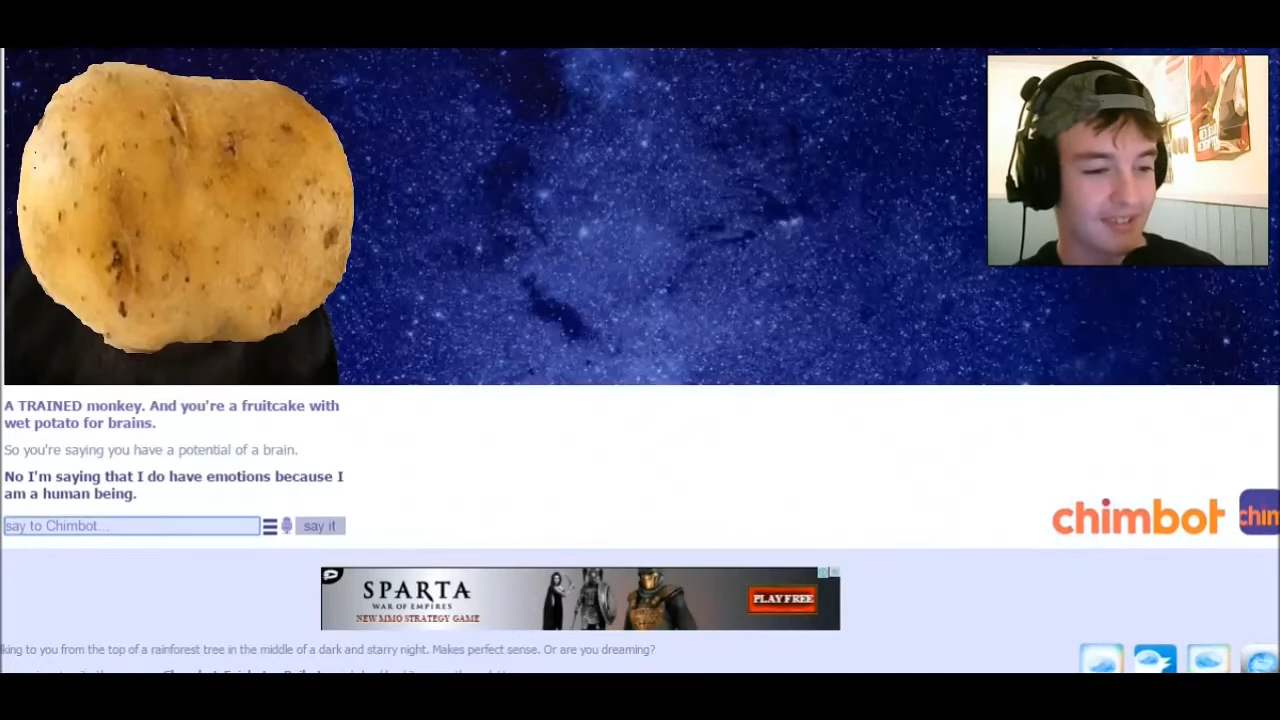 A TRAINED monkey. And you're a fruitcake with
wet potato for brains.
So you're saying you have a potential of a brain.
No I'm saying that I do have emotions because I
am a human being.
say to Chimbot...
say it
chimbot
chim
SPARTA
WAR OF EMPIRES
NEW MMO STRATEGY GAME
PLAY FREE
king to you from the top of a rainforest tree in the middle of a dark and starry night. Makes perfect sense. Or are you dreaming?